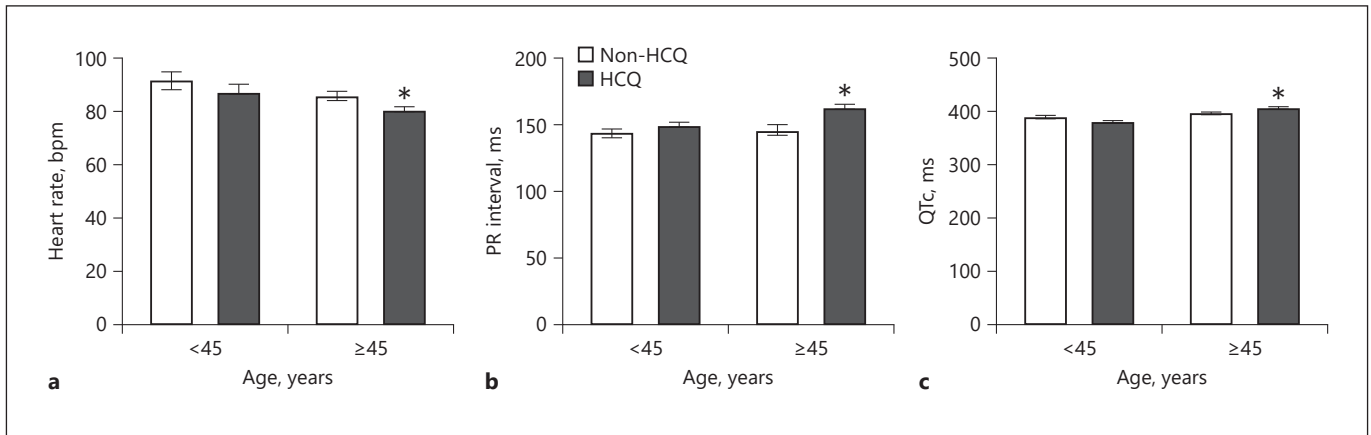 100
80
60
40
20
0
Heart rate, bpm
<45
≥45
Age, years
a
200
150
100
50
0
PR interval, ms
Non-HCQ
HCQ
*
*
<45
≥45
Age, years
b
500
400
300
200
100
0
QTc, ms
*
<45
≥45
Age, years
c